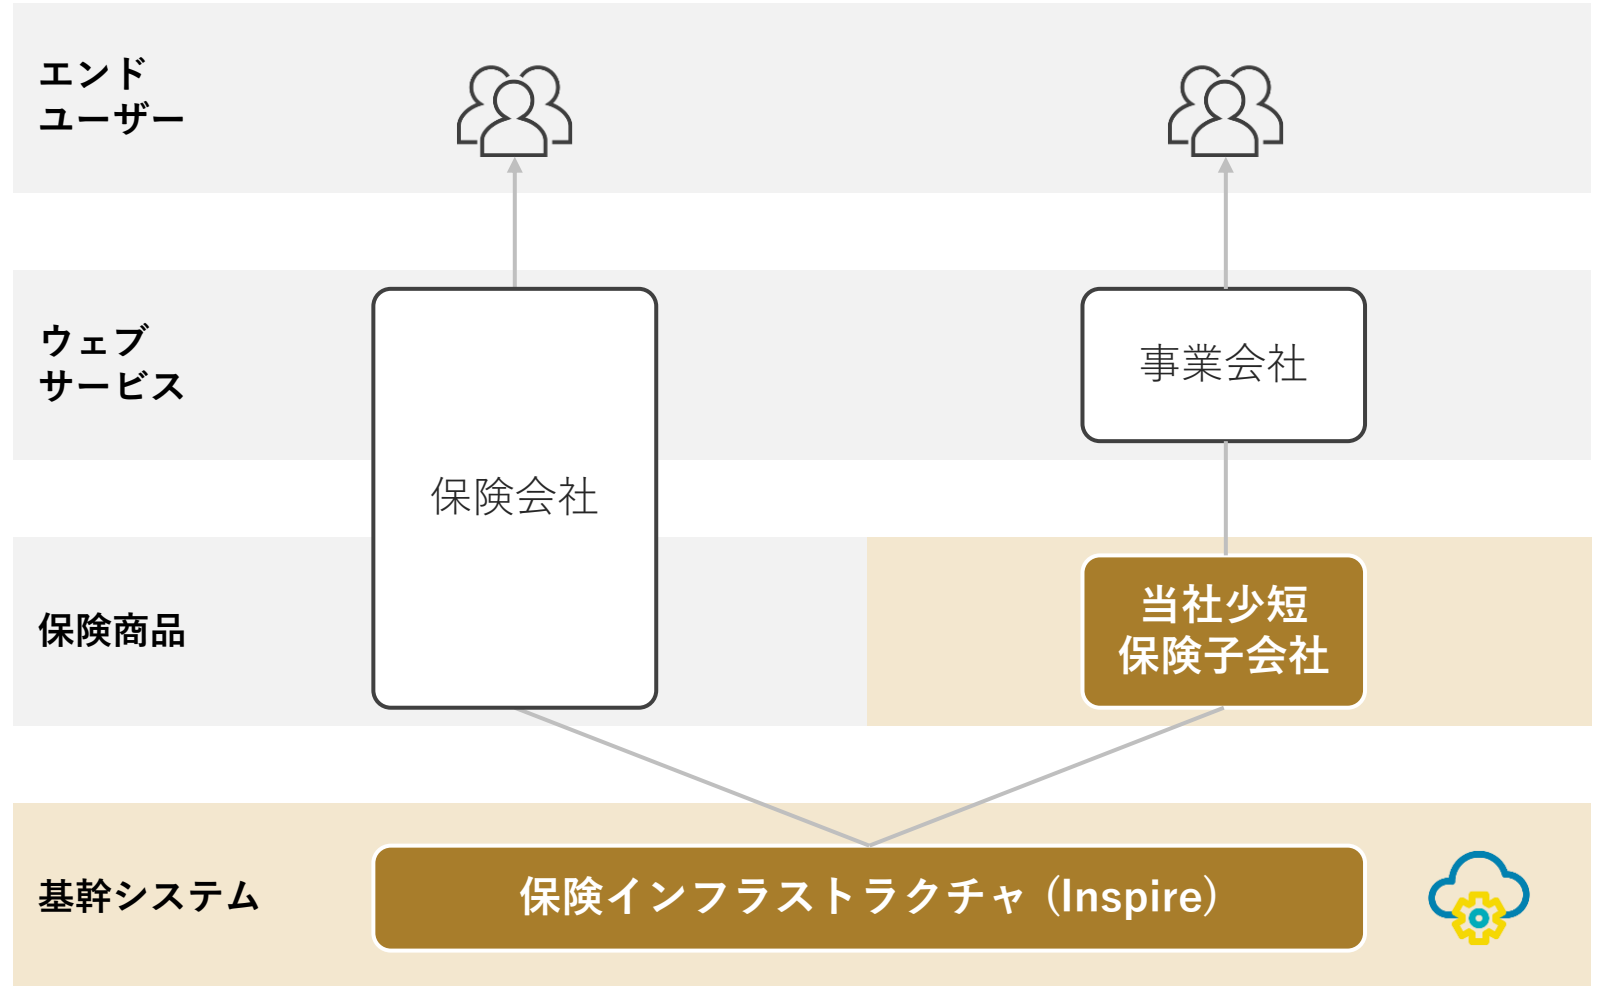 エンド
ユーザー
ウェブ
サービス
事業会社
保険会社
保険商品
当社少短
保険子会社
基幹システム
保険インフラストラクチャ (Inspire)